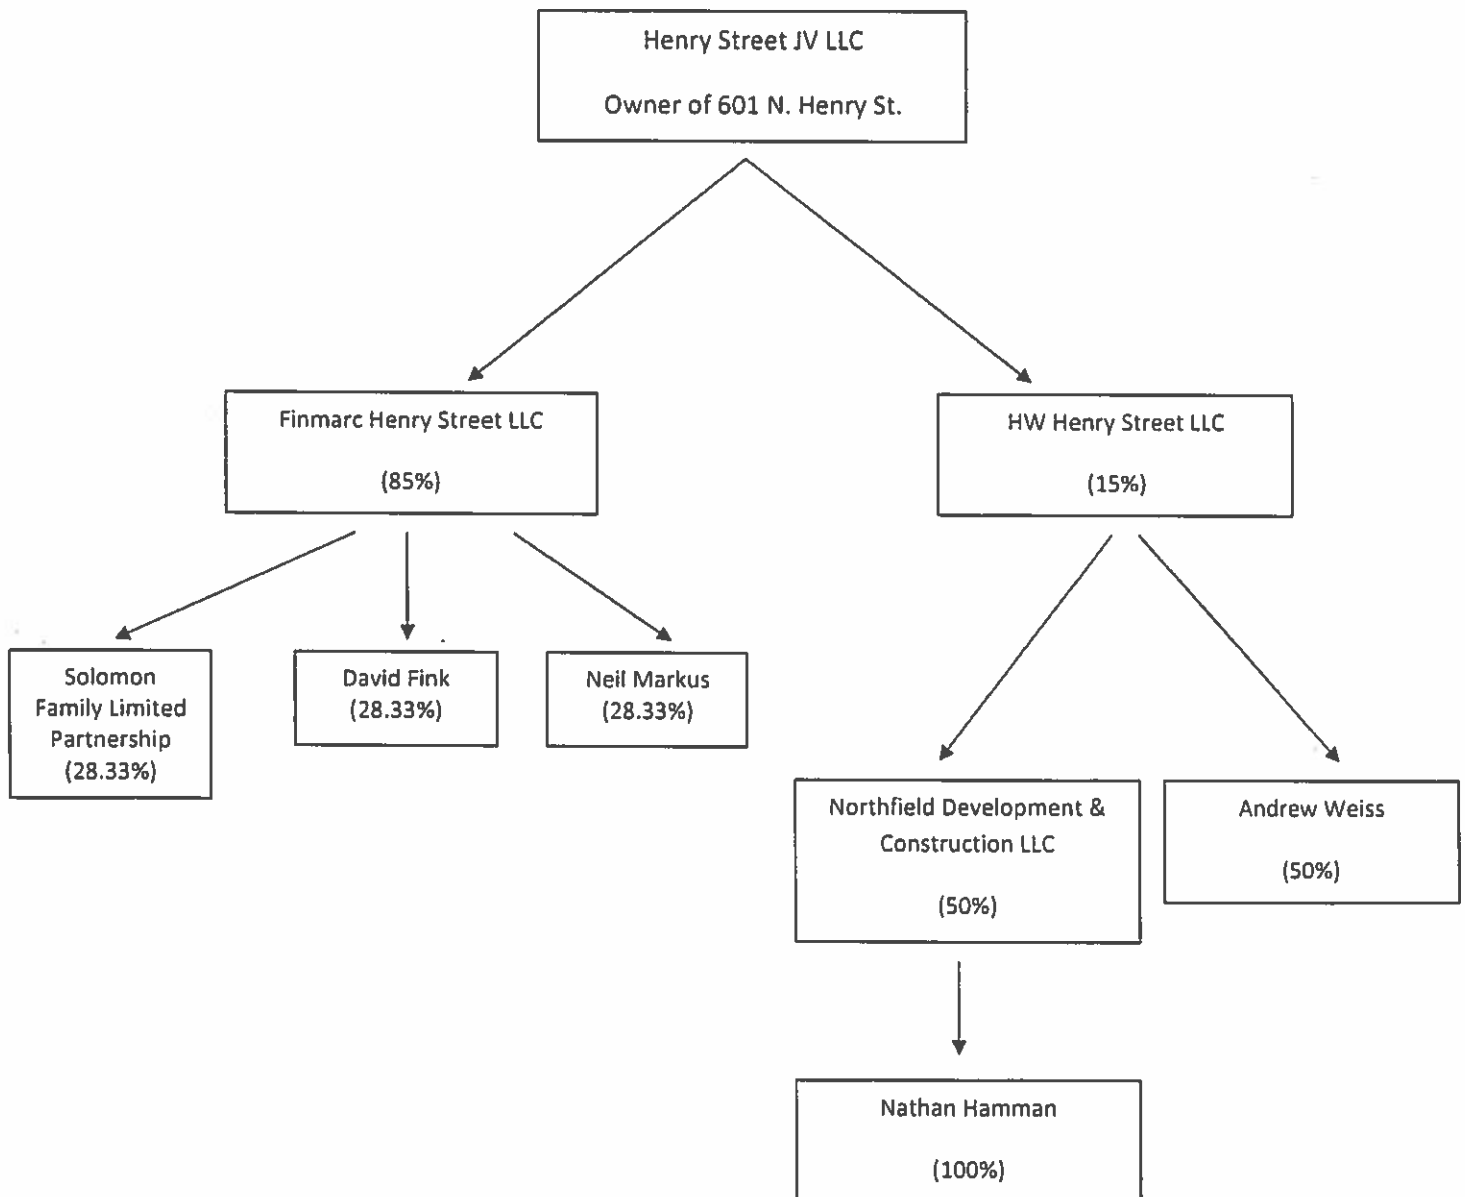 Henry Street JV LLC
Owner of 601 N. Henry St.
Finmarc Henry Street LLC
(85%)
HW Henry Street LLC
(15%)
Solomon
Family Limited
Partnership
(28.33%)
David Fink
(28.33%)
Neil Markus
(28.33%)
Northfield Development &
Construction LLC
(50%)
Andrew Weiss
(50%)
Nathan Hamman
(100%)